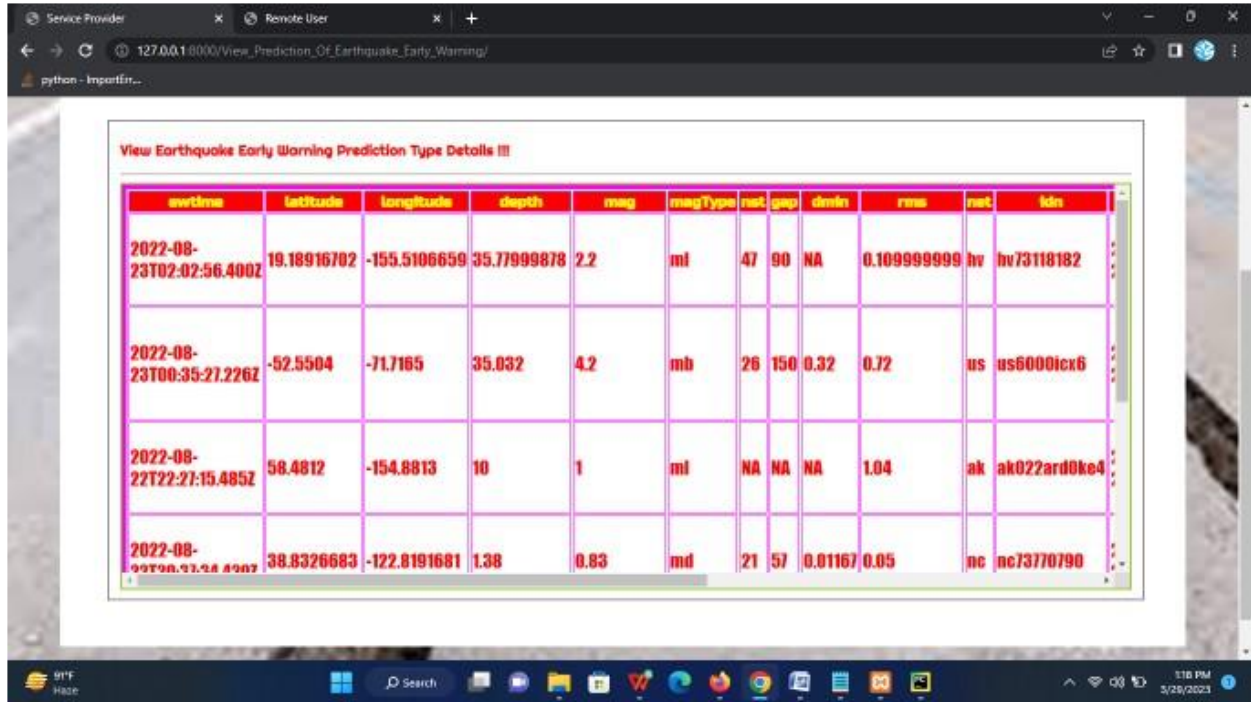 Service Provider
Remote User
127.0.0.1:8000/View_Prediction_Of_Earthquake_Early_Warning/
python - ImportErr...
View Earthquake Early Warning Prediction Type Details !!!
ewtime latitude longitude depth mag magType nst gap dmin rms net idn
2022-08-
23T02:02:56.400Z 19.18916702 -155.5106659 35.77999878 2.2 ml 47 90 NA 0.109999999 hv hv73118182
2022-08-
23T00:35:27.226Z -52.5504 -71.7165 35.032 4.2 mb 26 150 0.32 0.72 us us6000icx6
2022-08-
22T22:27:15.485Z 58.4812 -154.8813 10 1 ml NA NA NA 1.04 ak ak022ard0ke4
2022-08-
38.8326683 -122.8191681 1.38 0.83 md 21 57 0.01167 0.05 nc nc73770790
91°F
Haze
Search
1:18 PM
5/29/2023